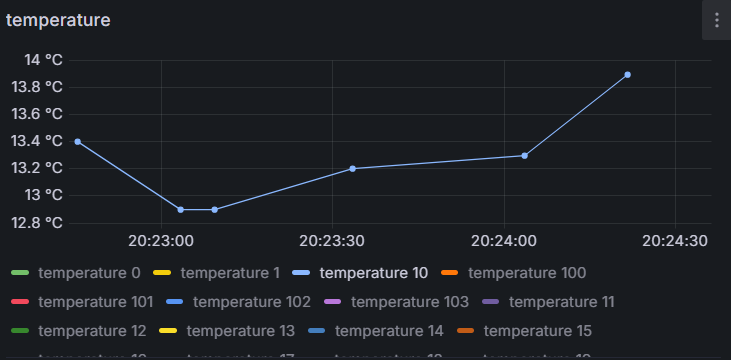 temperature
14 °C
13.8 °C
13.6 °C
13.4 °C
13.2 °C
13 °C
12.8 °C
20:23:00 20:23:30 20:24:00 20:24:30
temperature 0 temperature 1 temperature 10 temperature 100
temperature 101 temperature 102 temperature 103 temperature 11
temperature 12 temperature 13 temperature 14 temperature 15